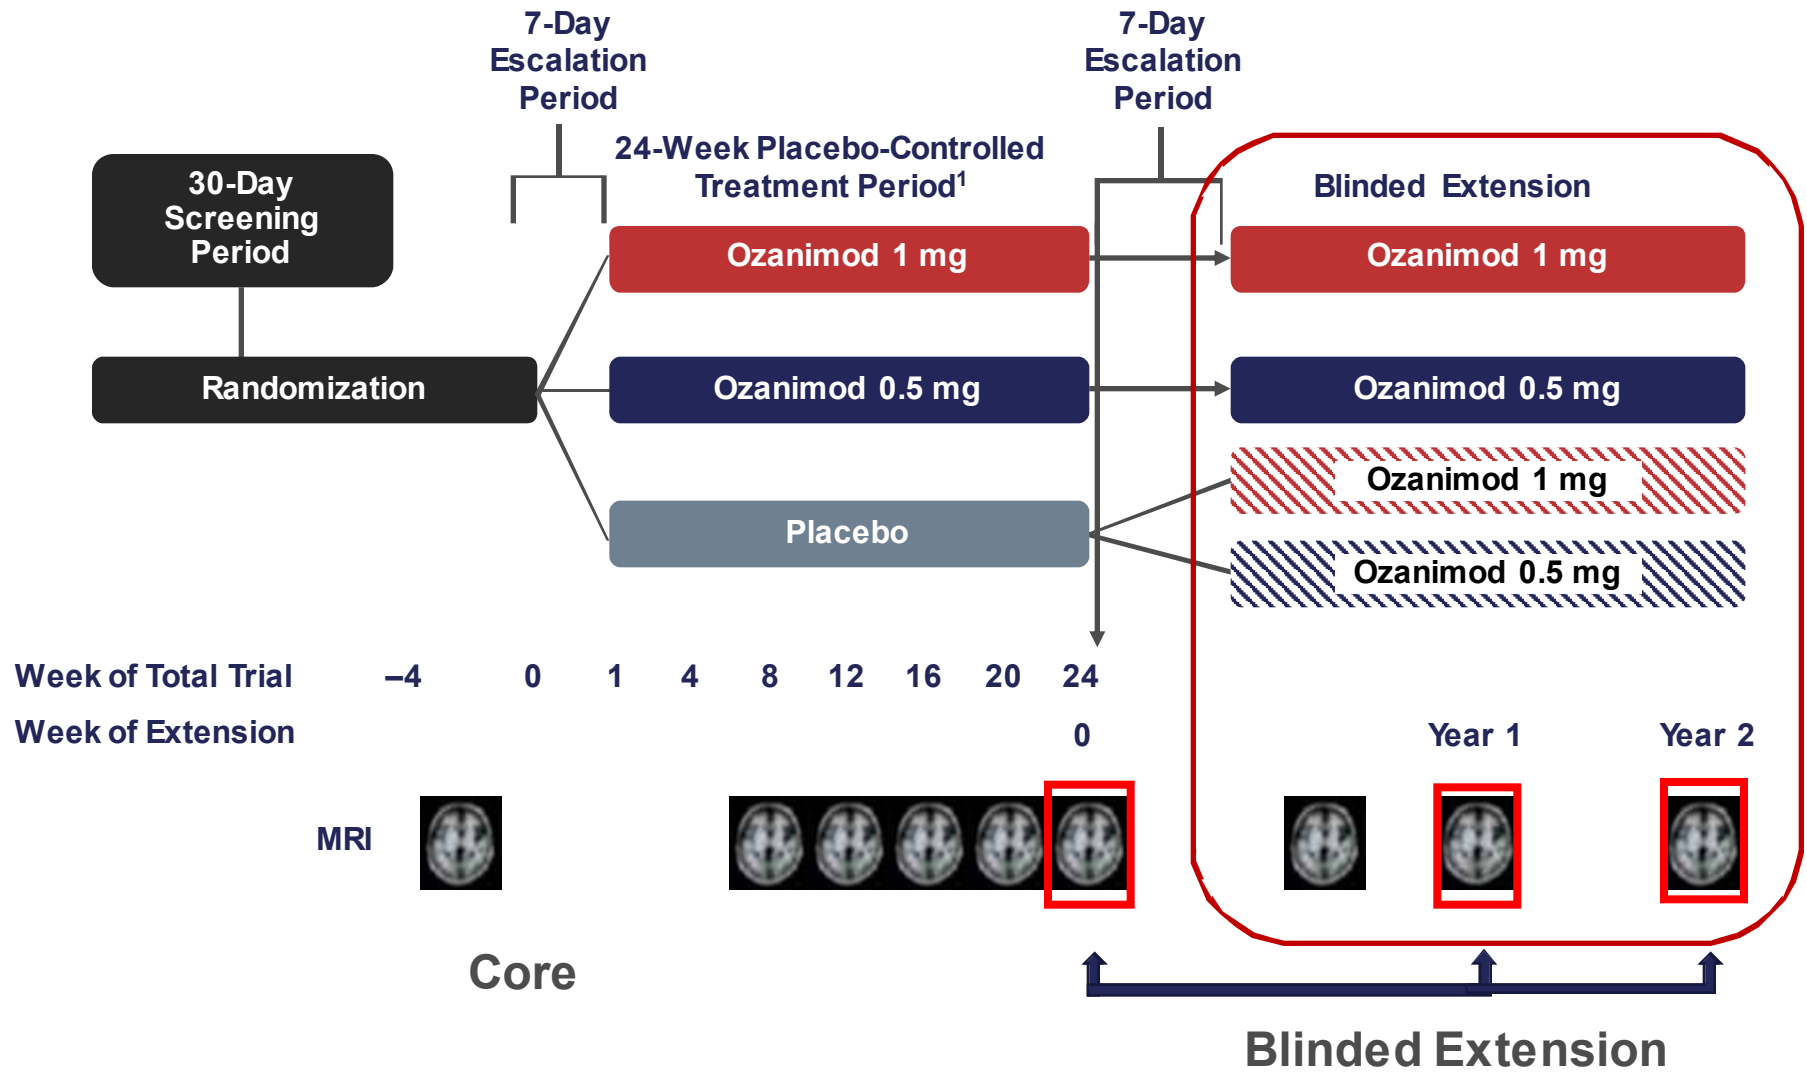 7-Day
Escalation
Period
7-Day
Escalation
Period
24-Week Placebo-Controlled
Treatment Period¹
30-Day
Screening
Period
Blinded Extension
Ozanimod 1 mg
Ozanimod 1 mg
Randomization
Ozanimod 0.5 mg
Ozanimod 0.5 mg
Ozanimod 1 mg
Placebo
Ozanimod 0.5 mg
Week of Total Trial –4 0 1 4 8 12 16 20 24
Week of Extension 0 Year 1 Year 2
MRI
Core
Blinded Extension